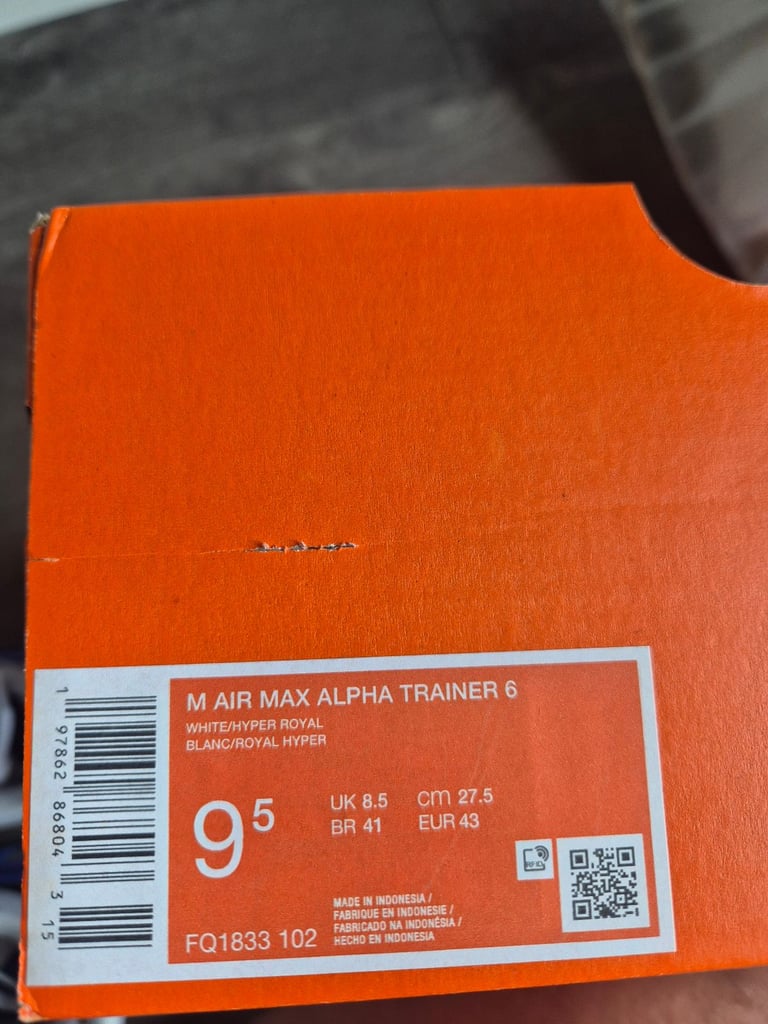 M AIR MAX ALPHA TRAINER 6
WHITE/HYPER ROYAL
BLANC/ROYAL HYPER
9 5
UK 8.5 CM 27.5
BR 41 EUR 43
RFID
MADE IN INDONESIA /
FABRIQUE EN INDONESIE /
FABRICADO NA INDONÉSIA /
HECHO EN INDONESIA
FQ1833 102
1 97862 86804 3 15